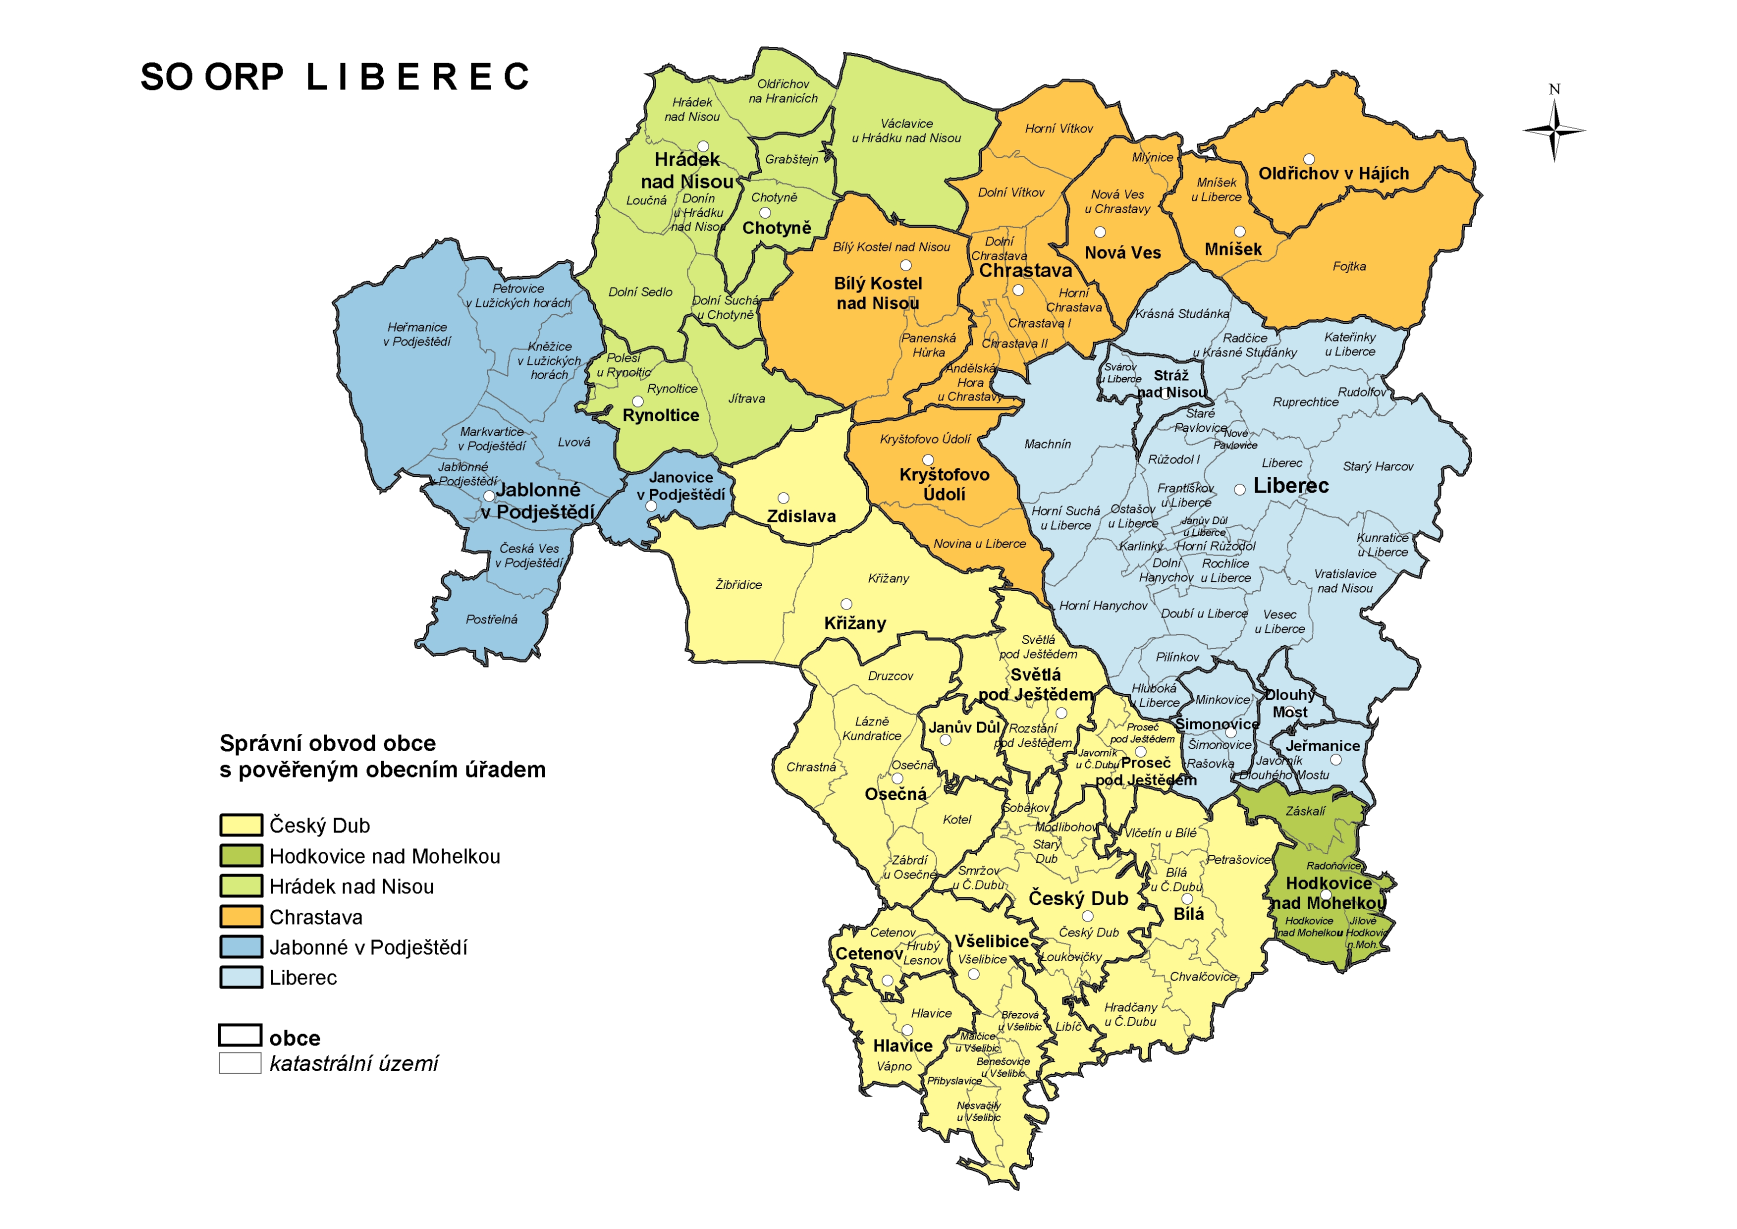 SO ORP L I B E R E C
N
Oldřichov
na Hranicích
Hrádek
nad Nisou
Václavice
u Hrádku nad Nisou
Horní Vítkov
Hrádek
nad Nisou
Grabštejn
Mlýnice
Oldřichov v Hájích
Loučná
Donín
u Hrádku
nad Nisou
Chotyně
Chotyně
Dolní Vítkov
Nová Ves
u Chrastavy
Mníšek
u Liberce
Nová Ves
Mníšek
Bílý Kostel nad Nisou
Bílý Kostel
nad Nisou
Dolní
Chrastava
Chrastava
Fojtka
Petrovice
v Lužických horách
Dolní Sedlo
Dolní Suchá
u Chotyně
Horní
Chrastava
Chrastava I
Chrastava II
Krásná Studánka
Heřmanice
v Podještědí
Kněžice
v Lužických
horách
Panenská
Hůrka
Radčice
u Krásné Studánky
Kateřinky
u Liberce
Polesí
u Rynoltic
Rynoltice
Rynoltice
Jítrava
Andělská
Hora
u Chrastavy
Svárov
u Liberce
Stráž
nad Nisou
Ruprechtice
Rudolfov
Markvartice
v Podještědí
Lvová
Kryštofovo Údolí
Machnín
Staré
Pavlovice
Nové
Pavlovice
Jablonné
v Podještědí
Jablonné
v Podještědí
Janovice
v Podještědí
Kryštofovo
Údolí
Růžodol I
Liberec
Starý Harcov
Liberec
Zdislava
Horní Suchá
u Liberce
Ostašov
u Liberce
Františkov
u Liberce
Janův Důl
u Liberce
Česká Ves
v Podještědí
Novina u Liberce
Karlinky
Horní Růžodol
Kunratice
u Liberce
Žibřidice
Křižany
Dolní
Hanychov
Rochlice
u Liberce
Vratislavice
nad Nisou
Postřelná
Křižany
Horní Hanychov
Doubí u Liberce
Vesec
u Liberce
Světlá
pod Ještědem
Pilínkov
Druzcov
Světlá
pod Ještědem
Hluboká
u Liberce
Minkovice
Dlouhý
Most
Lázně
Kundratice
Janův Důl
Rozstání
pod Ještědem
Proseč
pod Ještědem
Šimonovice
Šimonovice
Jeřmanice
Chrastná
Osečná
Osečná
Javorník
u Č.Dubu
Proseč
pod Ještědem
Rašovka
Javorník
u Dlouhého Mostu
Kotel
Sobákov
Modlibohov
Starý
Dub
Vlčetín u Bílé
Záskalí
Zábrdí
u Osečné
Smržov
u Č.Dubu
Petrašovice
Bílá
u Č.Dubu
Radoňovice
Hodkovice
nad Mohelkou
Český Dub
Bílá
Hodkovice
nad Mohelkou
Jílové
u Hodkovic
n.Moh.
Cetenov
Cetenov
Hrubý
Lesnov
Všelibice
Všelibice
Český Dub
Loukovičky
Chvalčovice
Hlavice
Hlavice
Vápno
Březová
u Všelibic
Libíč
Hradčany
u Č.Dubu
Malčice
u Všelibic
Benešovice
u Všelibic
Přibyslavice
Nesvačily
u Všelibic
Správní obvod obce
s pověřeným obecním úřadem
Český Dub
Hodkovice nad Mohelkou
Hrádek nad Nisou
Chrastava
Jabonné v Podještědí
Liberec
obce
katastrální území